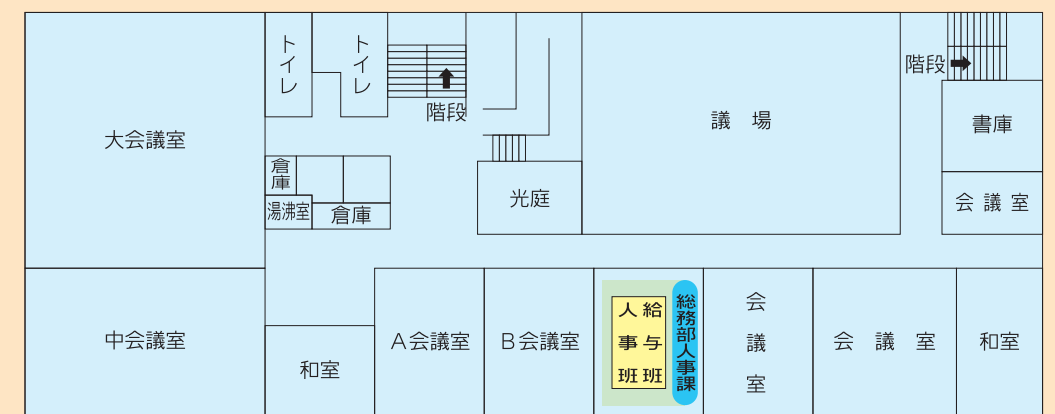 トイレ
トイレ
階段
階段
大会議室
議場
書庫
倉庫
湯沸室
倉庫
光庭
会議室
中会議室
和室
A会議室
B会議室
総務部人事課
給与班
人事班
会議室
会議室
和室